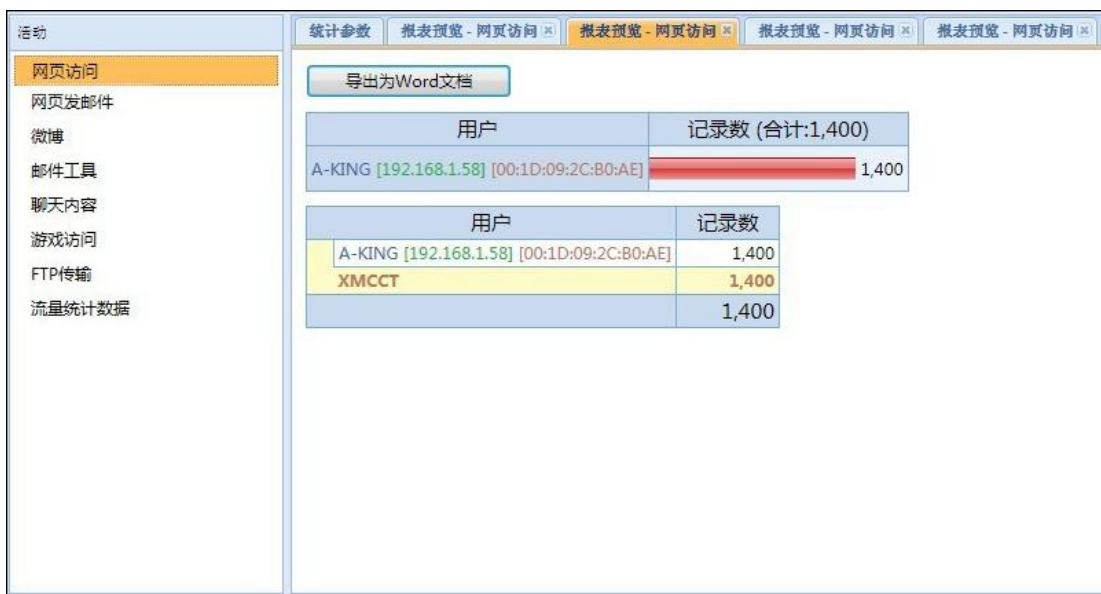 活动
网页访问
网页发邮件
微博
邮件工具
聊天内容
游戏访问
FTP传输
流量统计数据
统计参数 报表预览 - 网页访问 报表预览 - 网页访问 报表预览 - 网页访问 报表预览 - 网页访问
导出为Word文档
用户 记录数 (合计:1,400)
A-KING [192.168.1.58] [00:1D:09:2C:B0:AE] 1,400
用户 记录数
A-KING [192.168.1.58] [00:1D:09:2C:B0:AE] 1,400
XMCCT 1,400
1,400